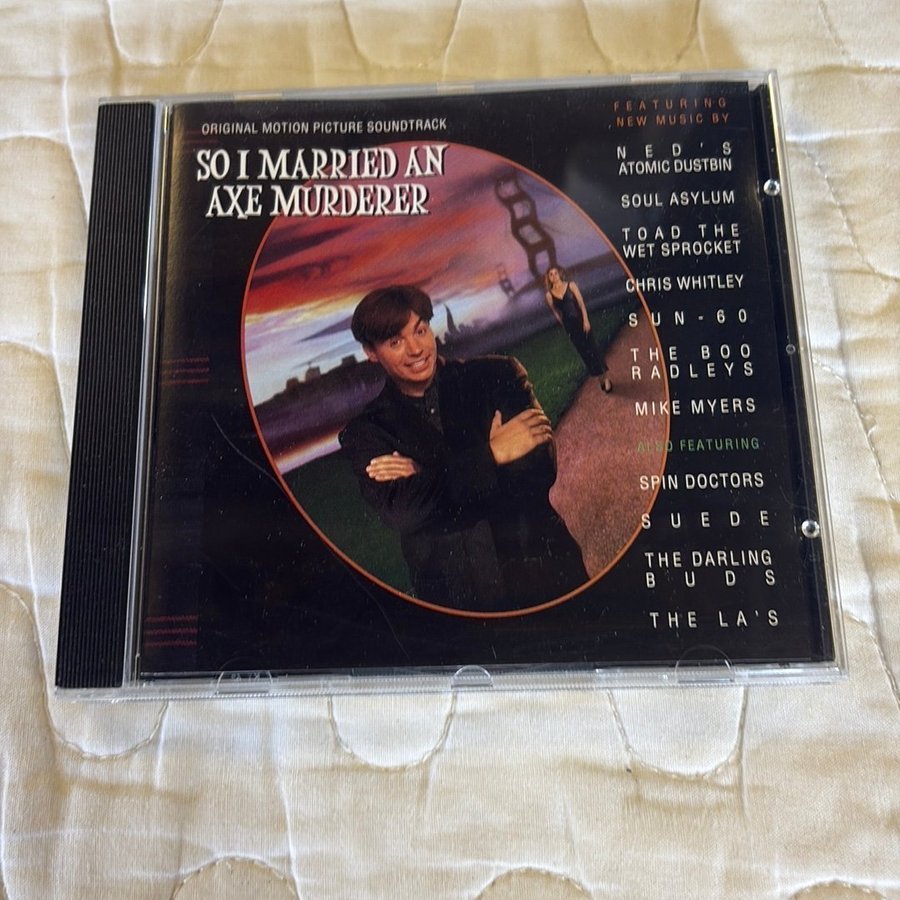 ORIGINAL MOTION PICTURE SOUNDTRACK
SO I MARRIED AN
AXE MURDERER
FEATURING
NEW MUSIC BY
NED'S
ATOMIC DUSTBIN
SOUL ASYLUM
TOAD THE
WET SPROCKET
CHRIS WHITLEY
SUN-60
THE BOO
RADLEYS
MIKE MYERS
ALSO FEATURING
SPIN DOCTORS
SUEDE
THE DARLING
BUDS
THE LA'S